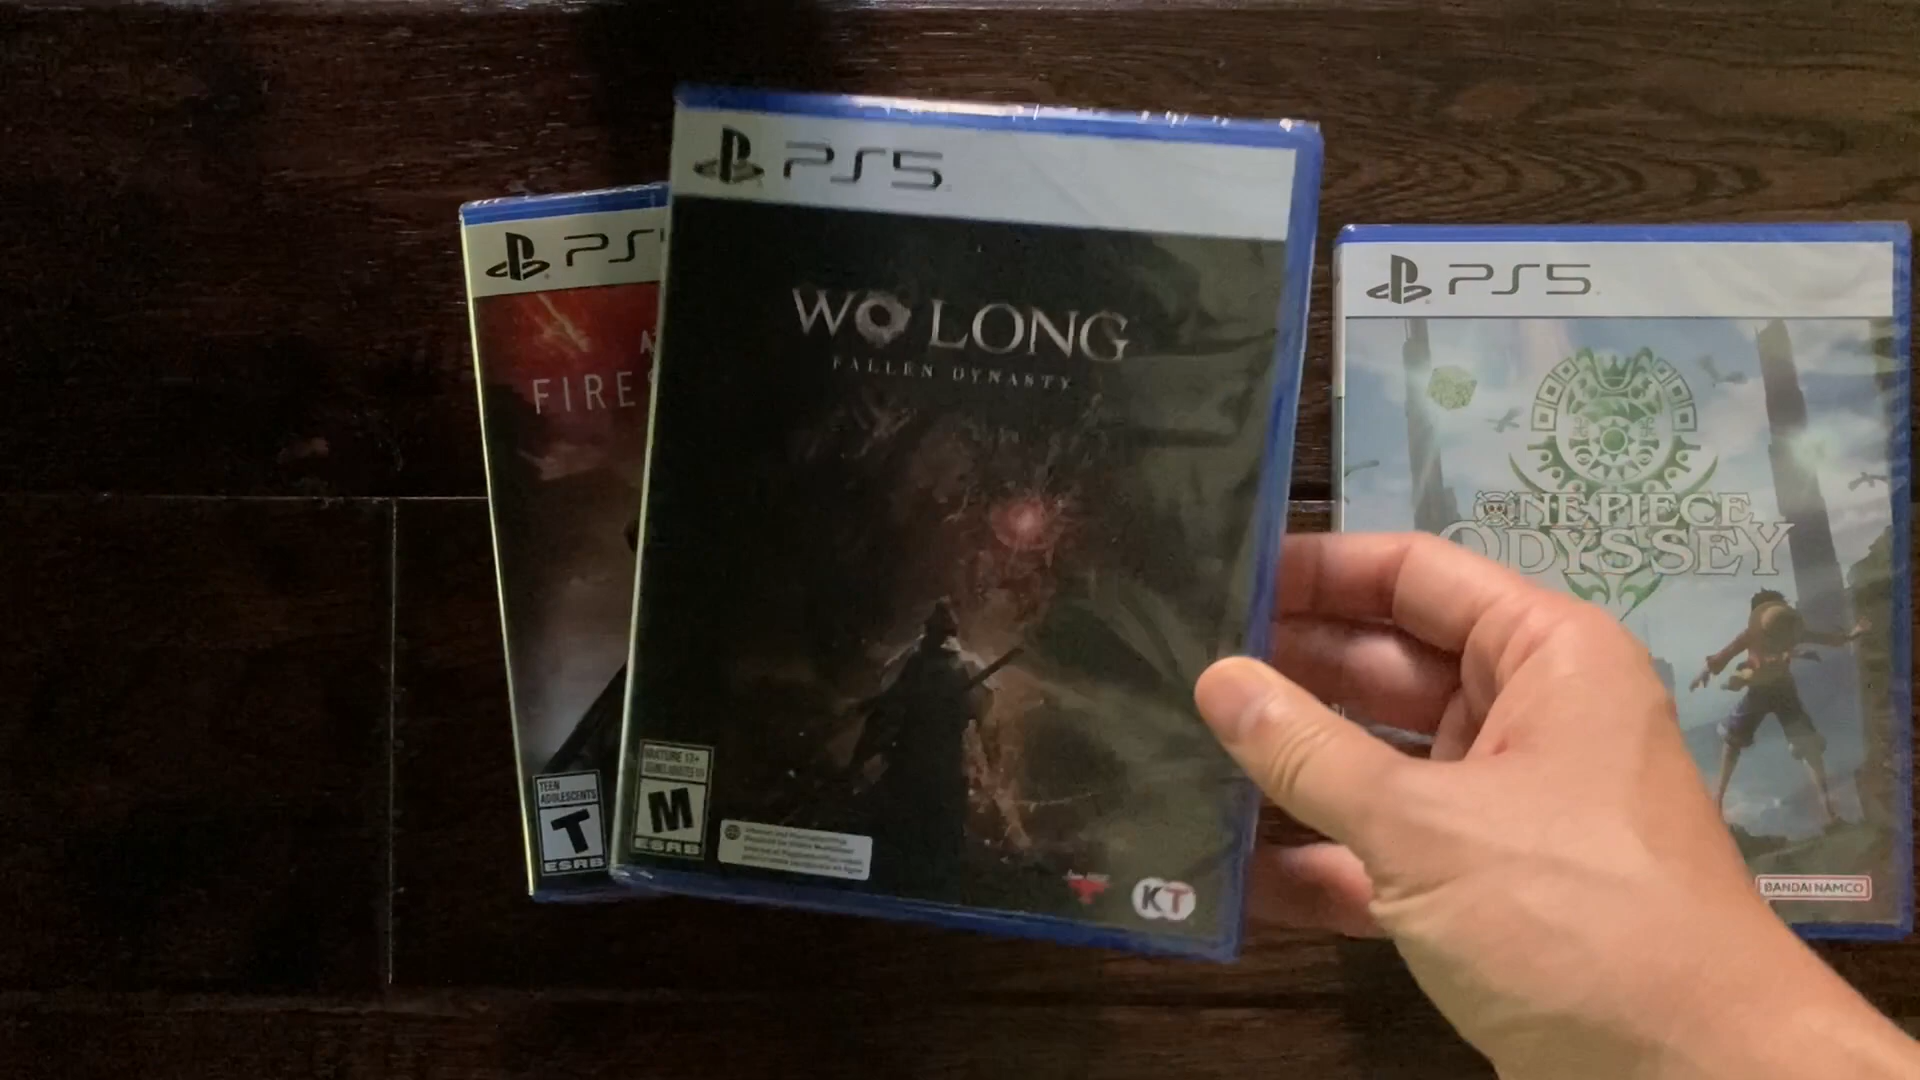 PS5
WO LONG
FALLEN DYNASTY
MATURE 17+
M
ESRB
KT
PS
FIRE
TEEN
ADOLESCENTS
T
ESRB
PS5
ONE PIECE
ODYSSEY
BANDAI NAMCO